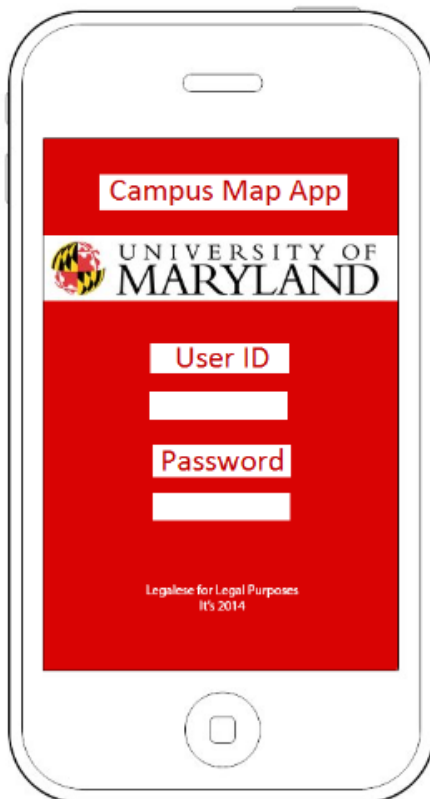 Campus Map App
UNIVERSITY OF
MARYLAND
User ID
Password
Legalese for Legal Purposes
It's 2014